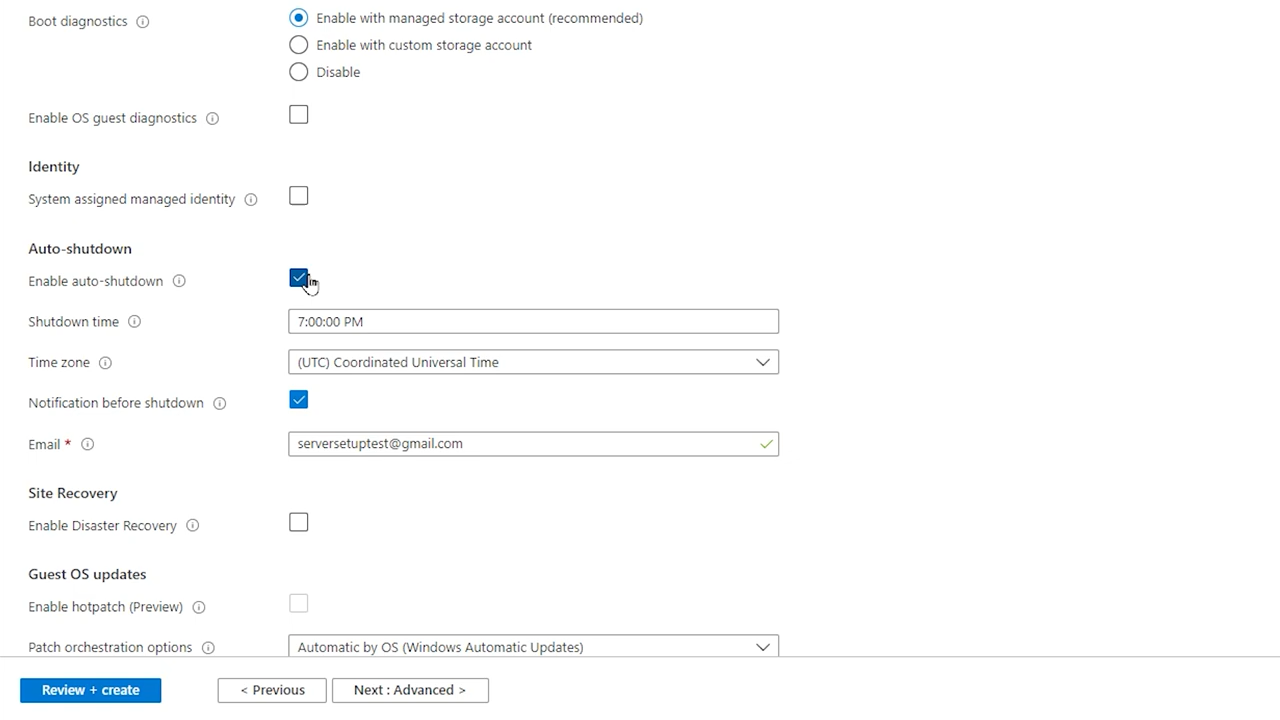 Boot diagnostics
Enable with managed storage account (recommended)
Enable with custom storage account
Disable
Enable OS guest diagnostics
Identity
System assigned managed identity
Auto-shutdown
Enable auto-shutdown
Shutdown time
7:00:00 PM
Time zone
(UTC) Coordinated Universal Time
Notification before shutdown
Email *
serversetuptest@gmail.com
Site Recovery
Enable Disaster Recovery
Guest OS updates
Enable hotpatch (Preview)
Patch orchestration options
Automatic by OS (Windows Automatic Updates)
Review + create
< Previous
Next : Advanced >